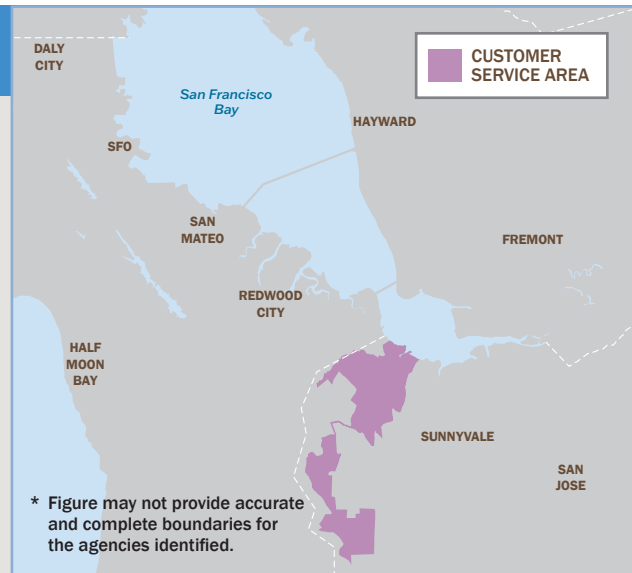 DALY
CITY
CUSTOMER
SERVICE AREA
San Francisco
Bay
HAYWARD
SFO
SAN
MATEO
FREMONT
REDWOOD
CITY
HALF
MOON
BAY
SUNNYVALE
SAN
JOSE
* Figure may not provide accurate
and complete boundaries for
the agencies identified.